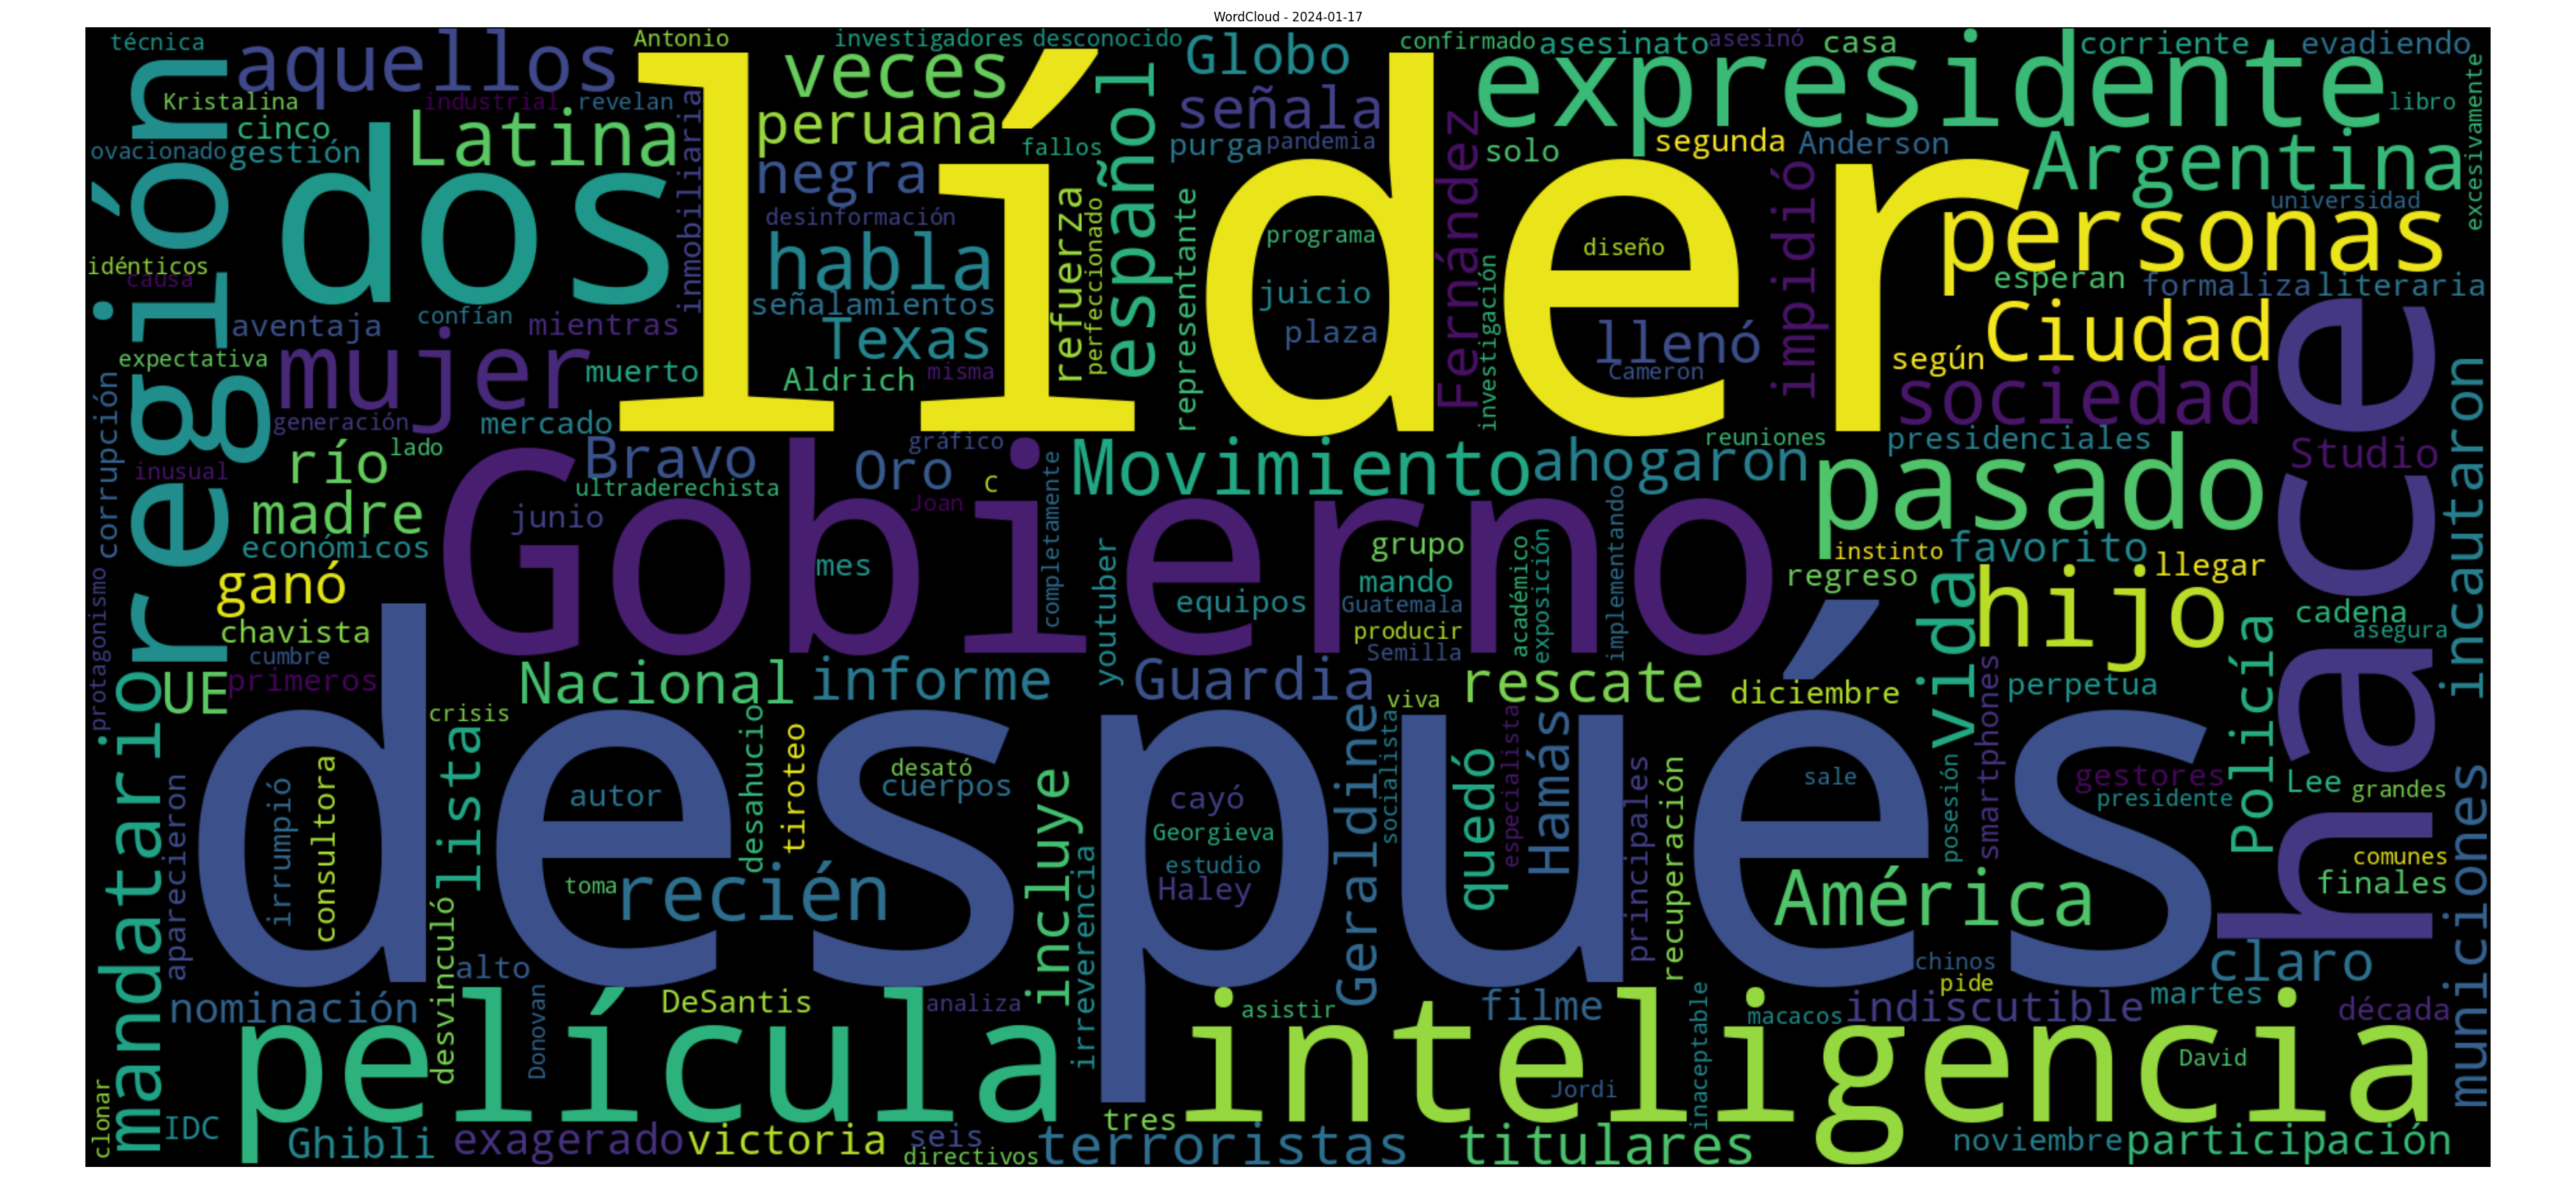 WordCloud - 2024-01-17
técnica
aquellos
Antonio
investigadores
desconocido
veces
Globo
confirmado
asesinato
asesinó
casa
corriente
evadiendo
Kristalina
industrial
revelan
inmobiliaria
cinco
Latina
peruana
español
señala
expresidente
libro
excesivamente
ovacionado
gestión
dos
líder
negra
fallos
purga
pandemia
Fernández
solo
segunda
Anderson
Argentina
región
desinformación
refuerza
perfeccionado
representante
programa
diseño
impidió
universidad
personas
idénticos
causa
habla
señalamientos
juicio
investigación
esperan
formaliza
literaria
aventaja
confían
mientras
Texas
plaza
llenó
Ciudad
hace
expectativa
mujer
muerto
Aldrich
misma
Cameron
según
sociedad
incautaron
corrupción
generación
mercado
río
lado
Bravo
gráfico
Oro
C
Movimiento
ahogaron
reuniones
presidenciales
Studio
inusual
madre
Gobierno
ultraderechista
junio
Joan
completamente
pasado
económicos
mes
grupo
académico
exposición
implementando
instinto
favorito
llegar
protagonismo
ganó
youtuber
equipos
mando
Guatemala
regreso
hijo
cadena
chavista
producir
Semilla
Vida
Policía
asegura
cumbre
mandatario
UE
primeros
Nacional
informe
Guardia
viva
rescate
diciembre
smartphones
perpetua
crisis
después
lista
desahucio
tiroteo
desató
cuerpos
incluye
Geraldine
socialista
quedó
especialista
Hamás
principales
recuperación
sale
posesión
gestores
presidente
Lee
grandes
aparecieron
irrumpió
consultora
autor
cayó
Georgieva
estudio
Haley
toma
recién
irreverencia
América
comunes
finales
municiones
desvinculó
alto
Donovan
chinos
pide
claro
nominación
DeSantis
analiza
asistir
filme
inaceptable
macacos
indiscutible
martes
década
película
inteligencia
Jordi
David
clonar
IDC
Ghibli
exagerado
victoria
seis
directivos
tres
terroristas
titulares
noviembre
participación